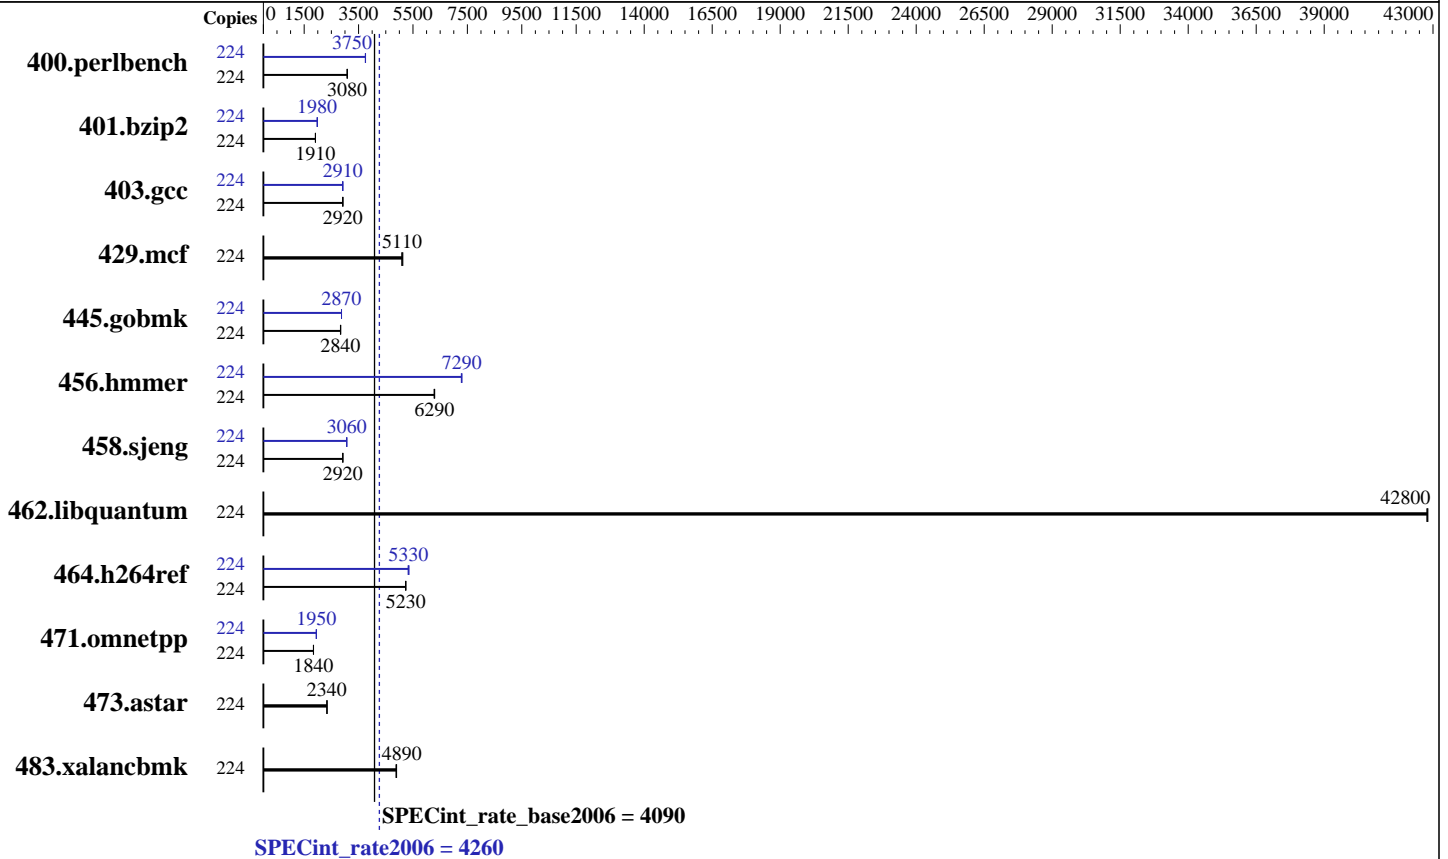 Copies 0 1500 3500 5500 7500 9500 11500 14000 16500 19000 21500 24000 26500 29000 31500 34000 36500 39000 43000
400.perlbench 224 3750
224 3080
401.bzip2 224 1980
224 1910
403.gcc 224 2910
224 2920
429.mcf 224 5110
445.gobmk 224 2870
224 2840
456.hmmer 224 7290
224 6290
458.sjeng 224 3060
224 2920
462.libquantum 224 42800
464.h264ref 224 5330
224 5230
471.omnetpp 224 1950
224 1840
473.astar 224 2340
483.xalancbmk 224 4890
SPECint_rate_base2006 = 4090
SPECint_rate2006 = 4260